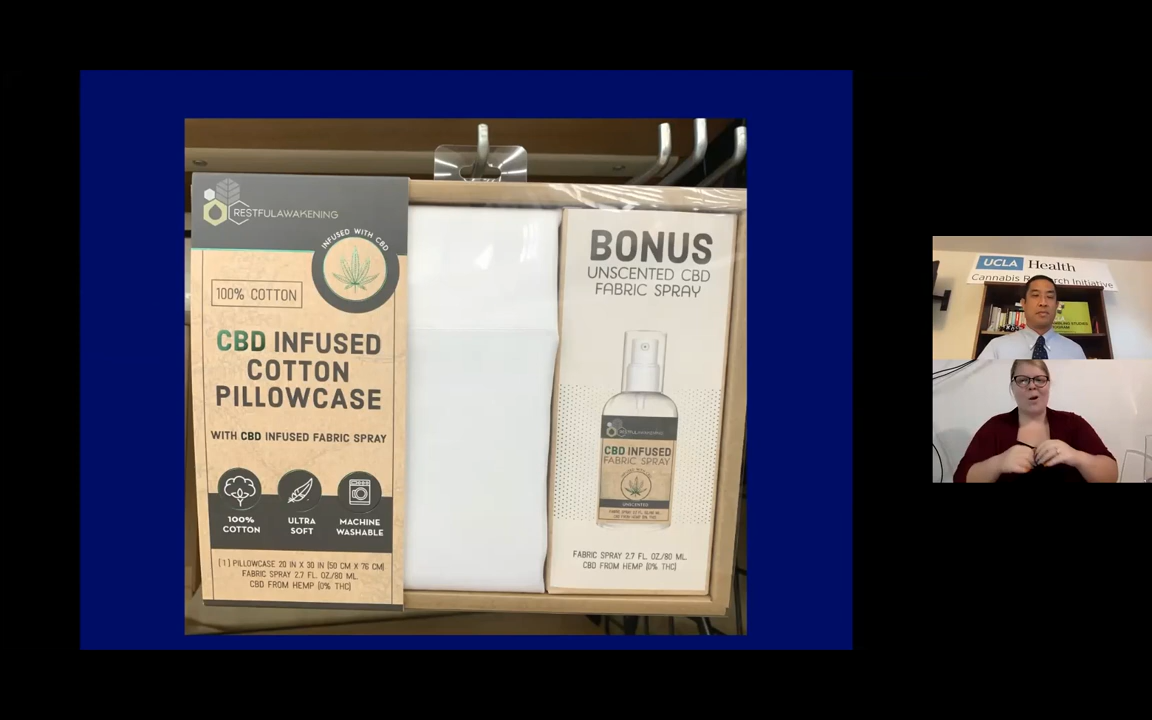 RESTFULAWAKENING
INFUSED WITH CBD
100% COTTON
CBD INFUSED
COTTON
PILLOWCASE
WITH CBD INFUSED FABRIC SPRAY
100%
COTTON
ULTRA
SOFT
MACHINE
WASHABLE
(1) PILLOWCASE 20 IN X 30 IN (50 CM X 76 CM)
FABRIC SPRAY 2.7 FL. OZ/80 ML.
CBD FROM HEMP (0% THC)
BONUS
UNSCENTED CBD
FABRIC SPRAY
RESTFULAWAKENING
CBD INFUSED
FABRIC SPRAY
UNSCENTED
FABRIC SPRAY 2.7 FL. OZ/80 ML.
CBD FROM HEMP (0% THC)
UCLA Health
Cannabis Research Initiative